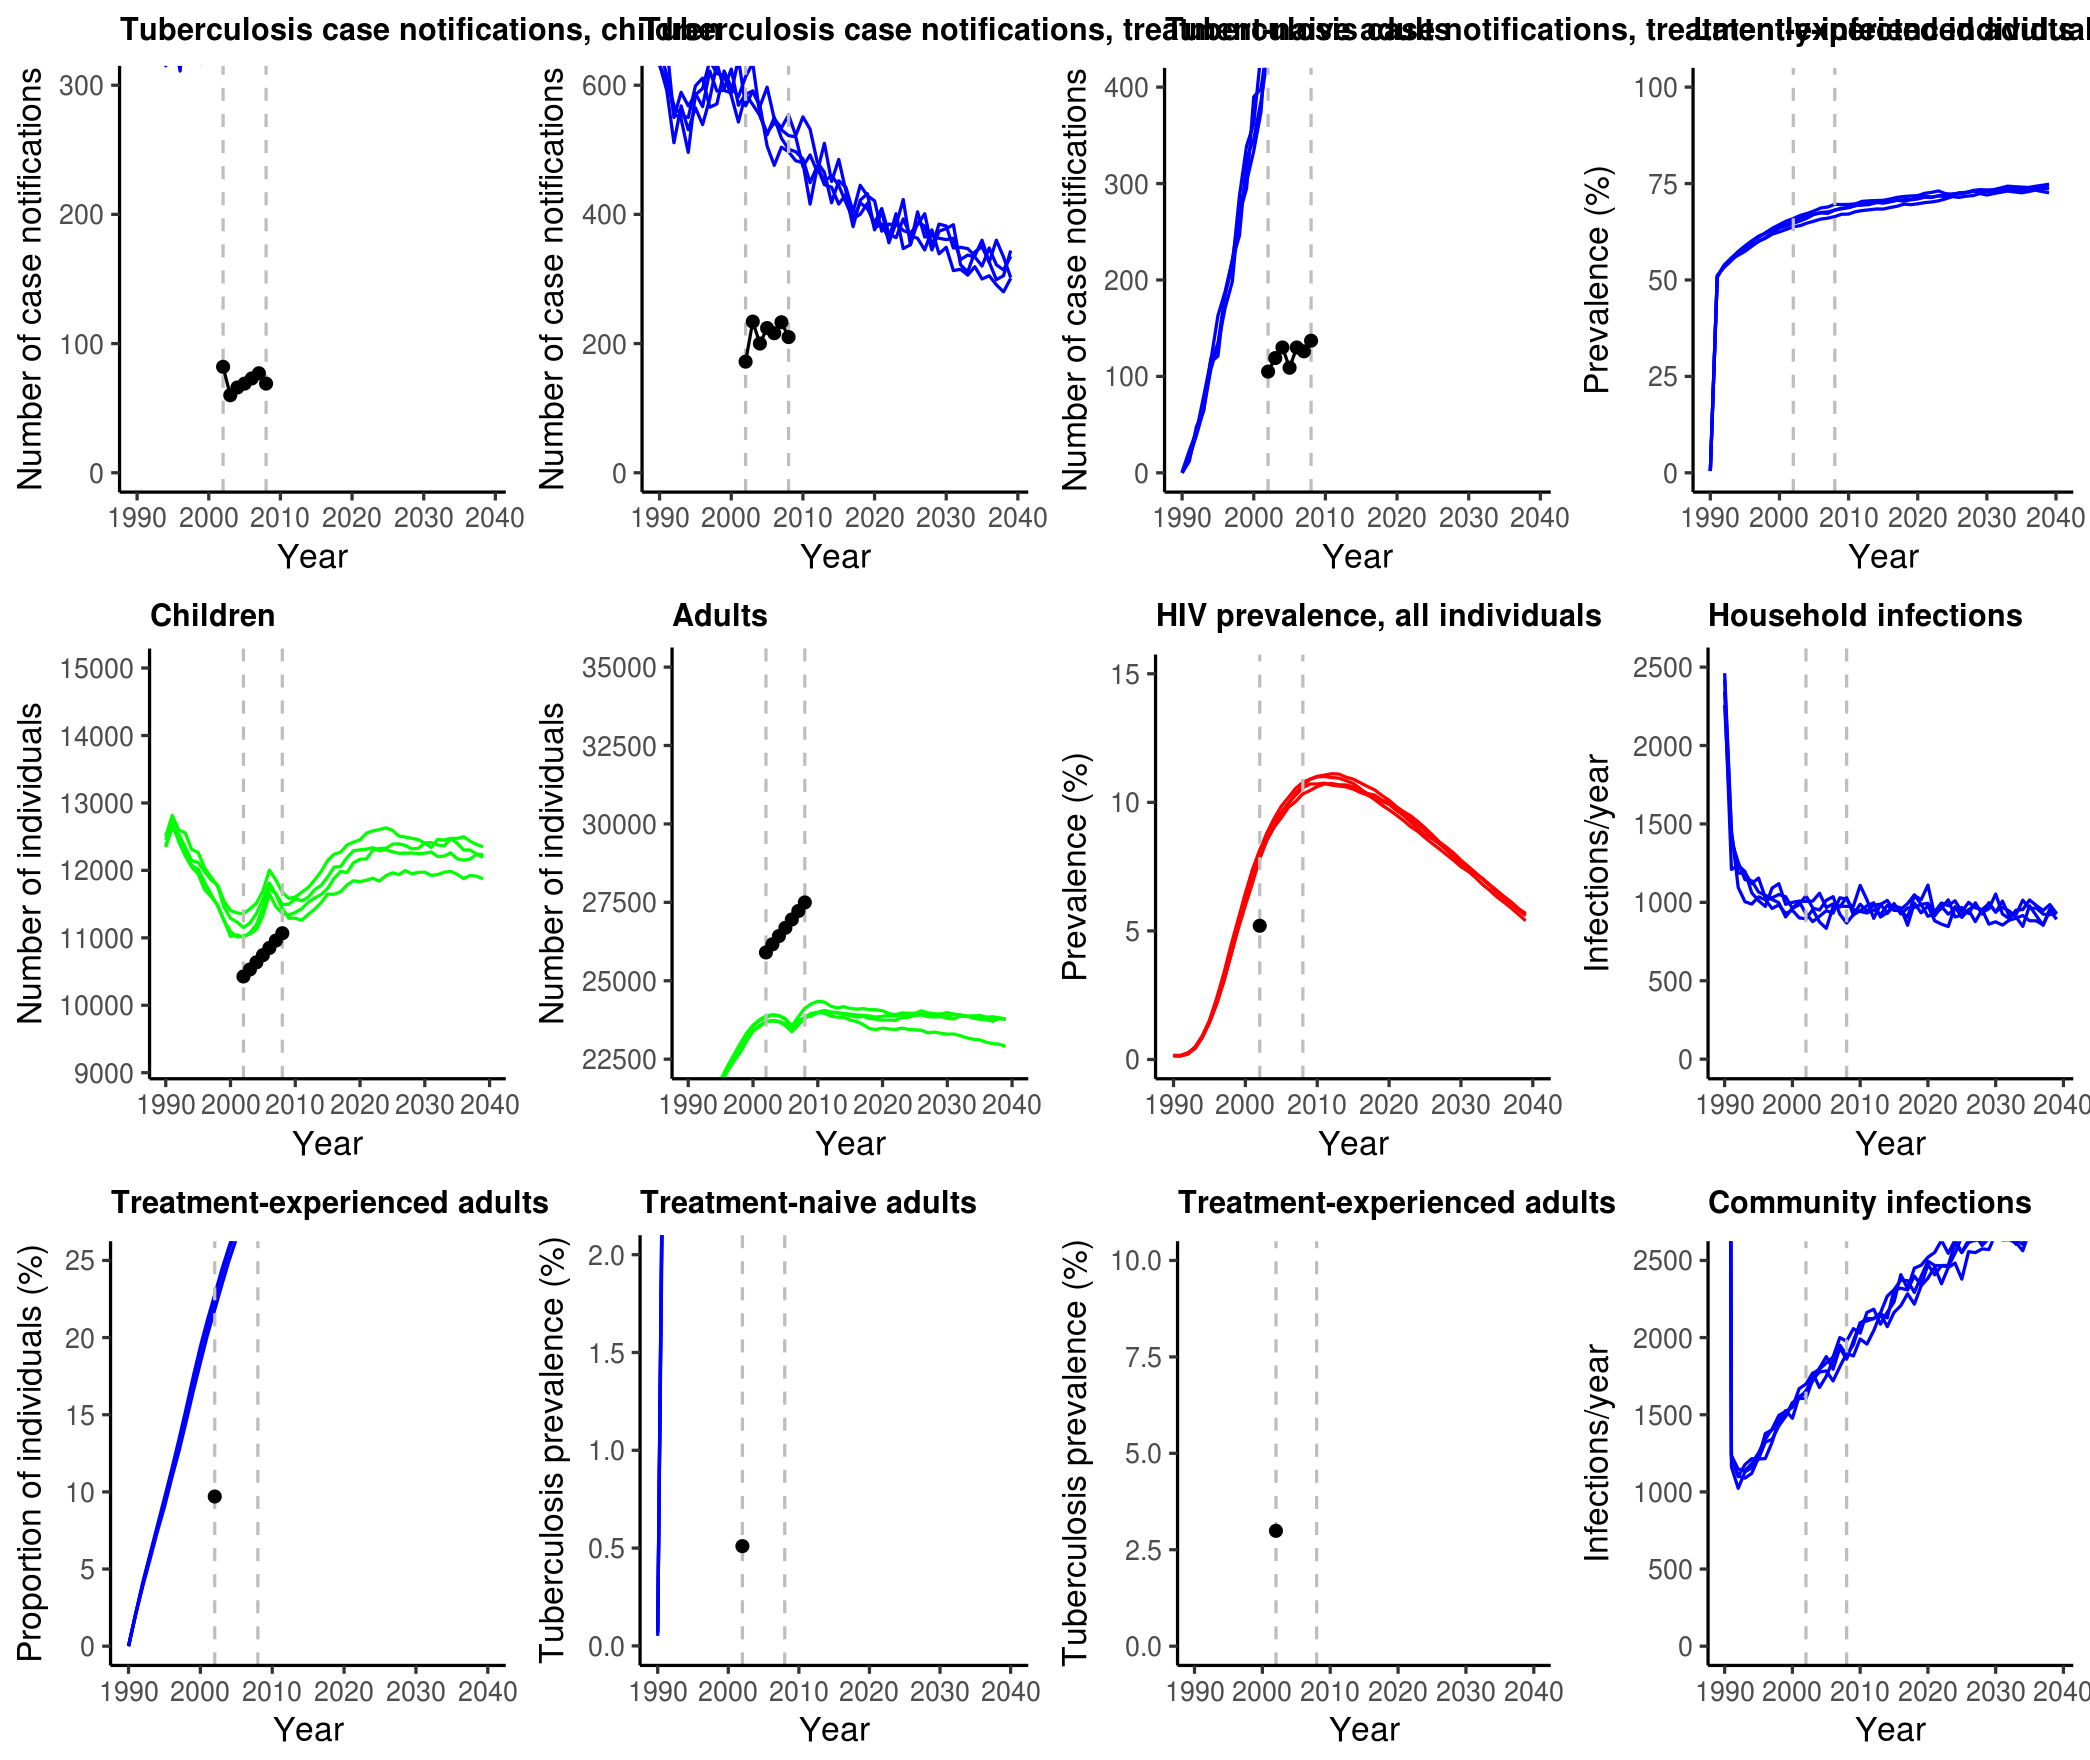 Tuberculosis case notifications, children
Tuberculosis case notifications, treatment-naive adults
Tuberculosis case notifications, treatment-experienced adults
Latently-infected individuals
Number of case notifications
300
200
100
0
1990 2000 2010 2020 2030 2040
Year
Number of case notifications
600
400
200
0
1990 2000 2010 2020 2030 2040
Year
Number of case notifications
400
300
200
100
0
1990 2000 2010 2020 2030 2040
Year
Prevalence (%)
100
75
50
25
0
1990 2000 2010 2020 2030 2040
Year
Children
Number of individuals
15000
14000
13000
12000
11000
10000
9000
1990 2000 2010 2020 2030 2040
Year
Adults
Number of individuals
35000
32500
30000
27500
25000
22500
1990 2000 2010 2020 2030 2040
Year
HIV prevalence, all individuals
Prevalence (%)
15
10
5
0
1990 2000 2010 2020 2030 2040
Year
Household infections
Infections/year
2500
2000
1500
1000
500
0
1990 2000 2010 2020 2030 2040
Year
Treatment-experienced adults
Proportion of individuals (%)
25
20
15
10
5
0
1990 2000 2010 2020 2030 2040
Year
Treatment-naive adults
Tuberculosis prevalence (%)
2.0
1.5
1.0
0.5
0.0
1990 2000 2010 2020 2030 2040
Year
Treatment-experienced adults
Tuberculosis prevalence (%)
10.0
7.5
5.0
2.5
0.0
1990 2000 2010 2020 2030 2040
Year
Community infections
Infections/year
2500
2000
1500
1000
500
0
1990 2000 2010 2020 2030 2040
Year